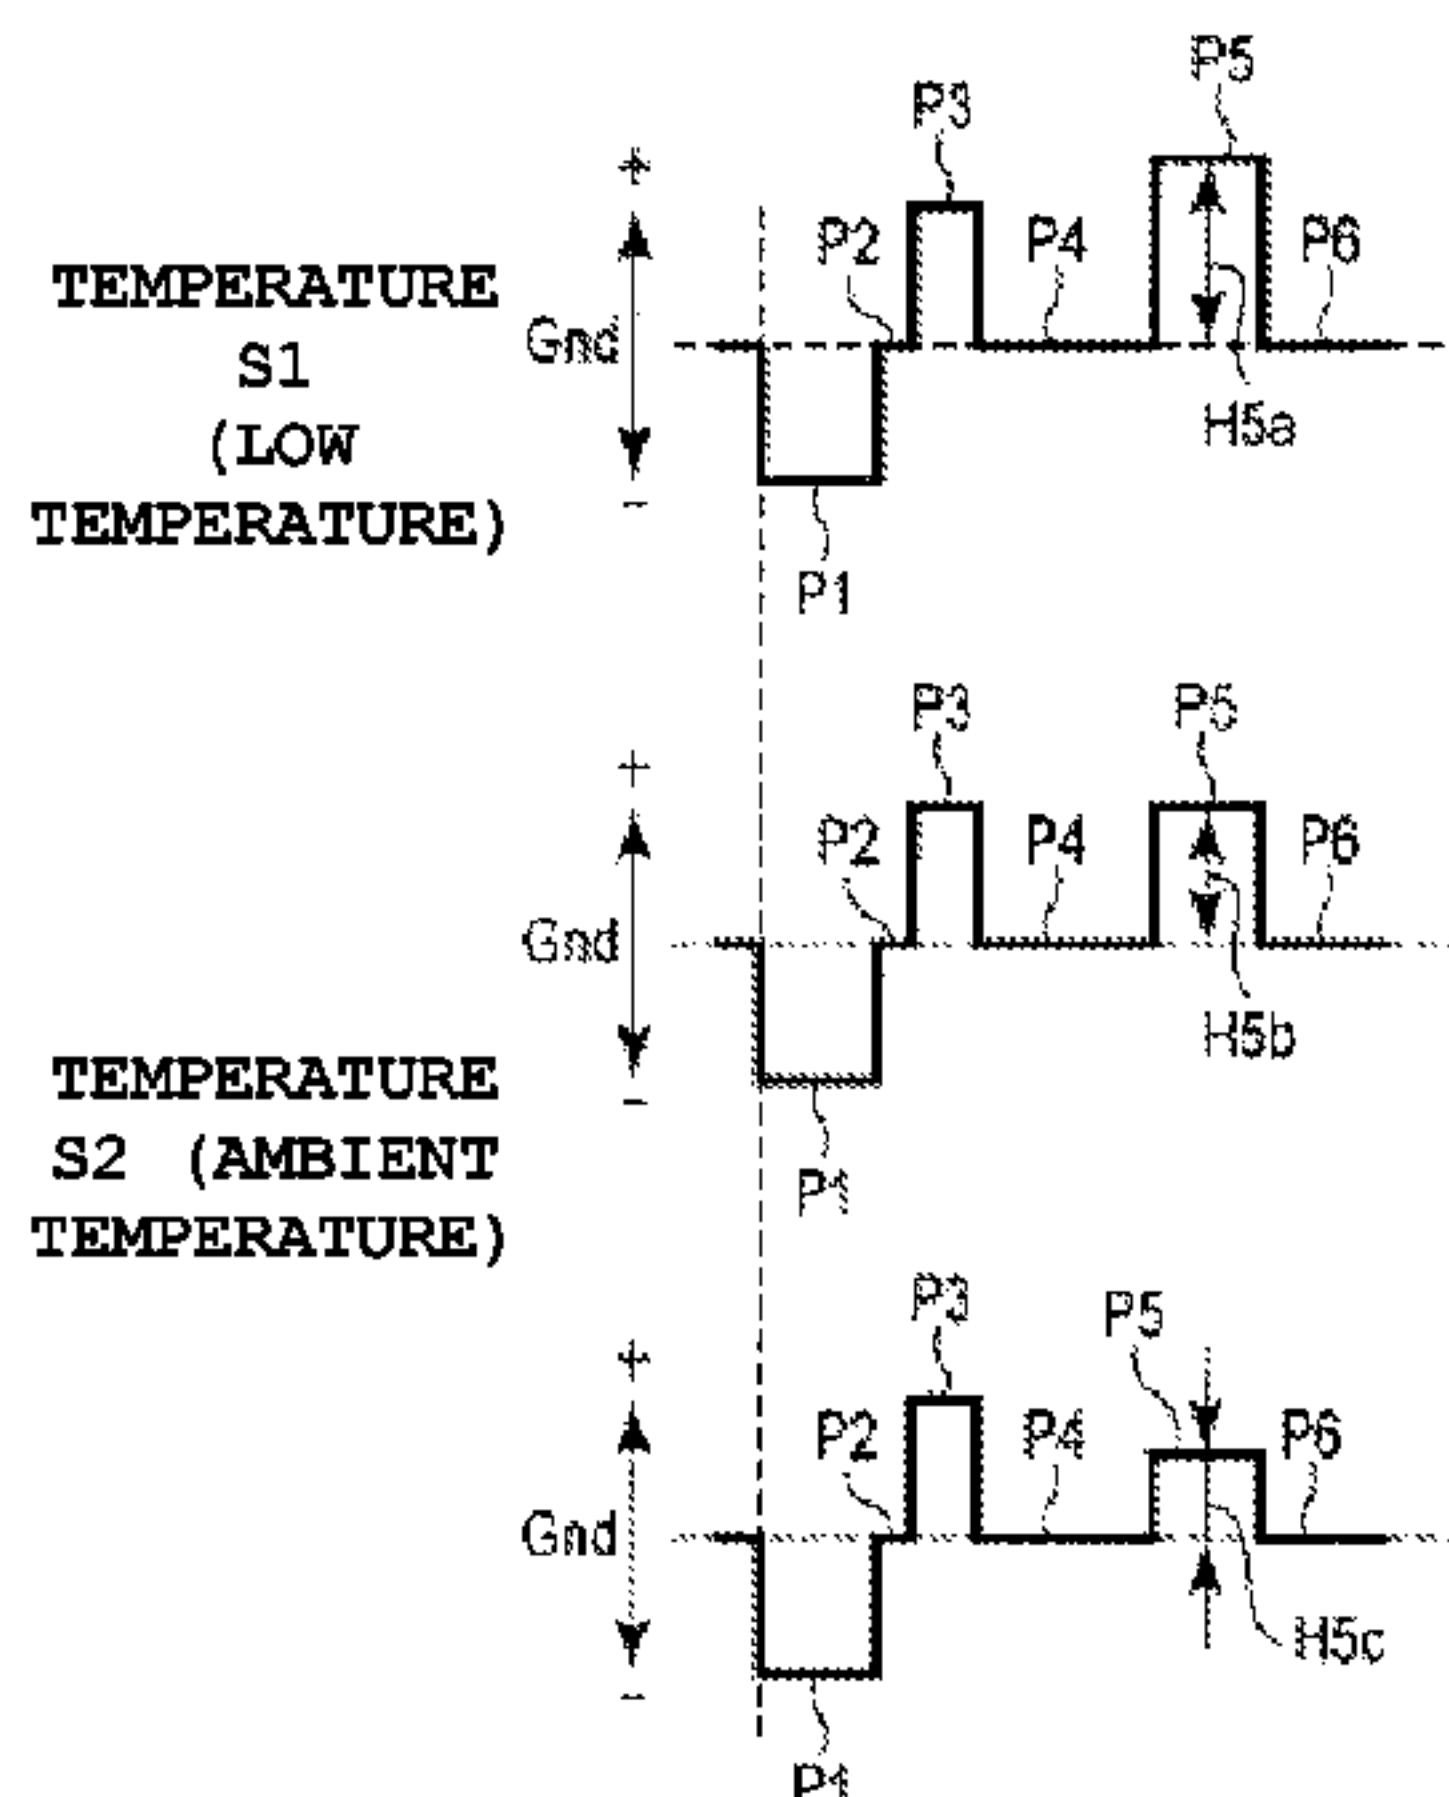 P5
P3
+
P2 P4 P6
TEMPERATURE
S1
(LOW
TEMPERATURE)
Gnd
H5a
-
P1
P3 P5
+
P2 P4 P6
Gnd
H5b
TEMPERATURE
S2 (AMBIENT
TEMPERATURE)
-
P1
P3 P5
+
P2 P4 P6
Gnd
H5c
-
P1